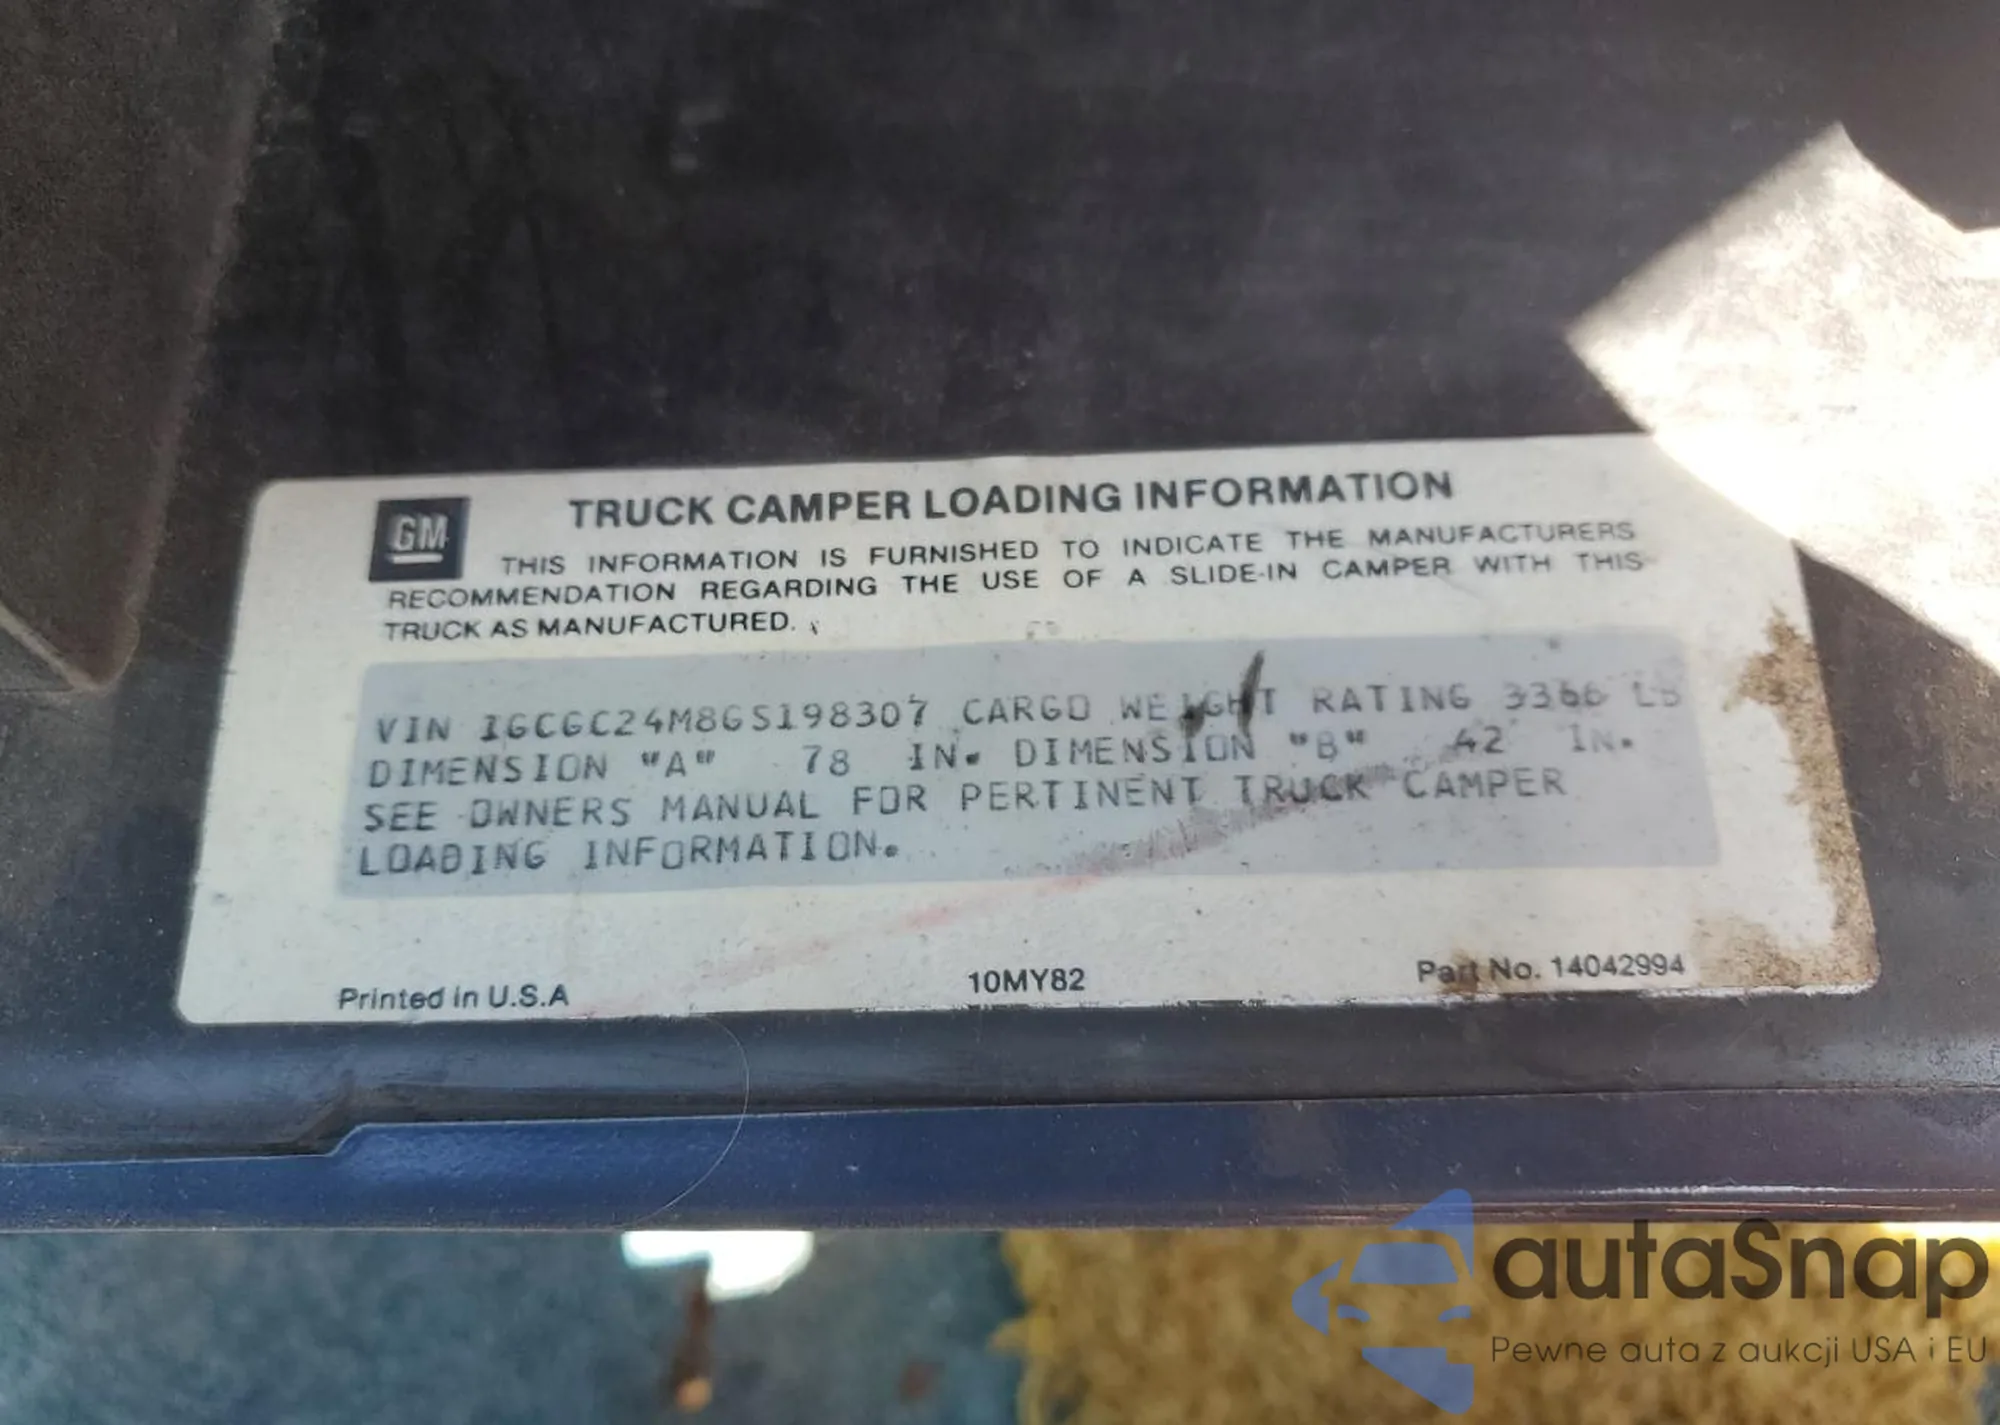 GM
TRUCK CAMPER LOADING INFORMATION
THIS INFORMATION IS FURNISHED TO INDICATE THE MANUFACTURERS
RECOMMENDATION REGARDING THE USE OF A SLIDE-IN CAMPER WITH THIS
TRUCK AS MANUFACTURED.
VIN 1GCGC24M8GS198307 CARGO WEIGHT RATING 3366 LB
DIMENSION "A" 78 IN. DIMENSION "B" 42 IN.
SEE OWNERS MANUAL FOR PERTINENT TRUCK CAMPER
LOADING INFORMATION.
Printed in U.S.A 10MY82 Part No. 14042994
autaSnap
Pewne auta z aukcji USA i EU